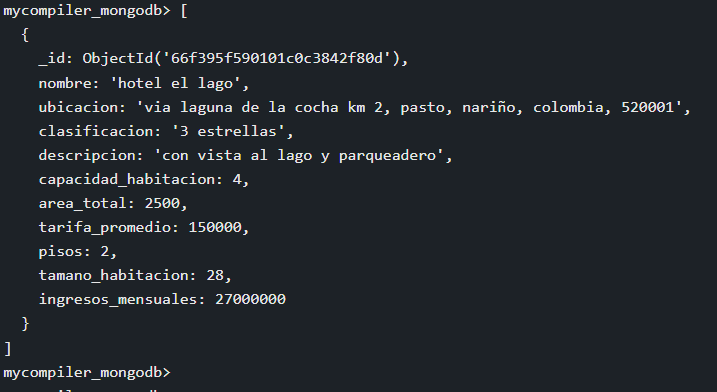 mycompiler_mongodb> [
  {
    _id: ObjectId('66f395f590101c0c3842f80d'),
    nombre: 'hotel el lago',
    ubicacion: 'via laguna de la cocha km 2, pasto, nariño, colombia, 520001',
    clasificacion: '3 estrellas',
    descripcion: 'con vista al lago y parqueadero',
    capacidad_habitacion: 4,
    area_total: 2500,
    tarifa_promedio: 150000,
    pisos: 2,
    tamano_habitacion: 28,
    ingresos_mensuales: 27000000
  }
]
mycompiler_mongodb>